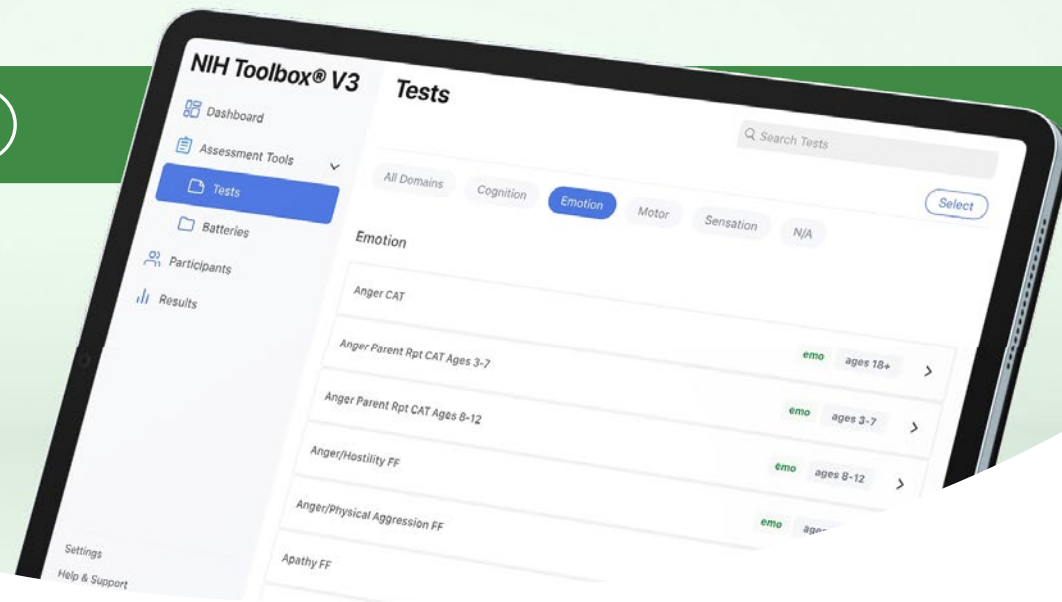 NIH Toolbox® V3
Dashboard
Assessment Tools
Tests
Batteries
Participants
Results
Settings
Help & Support
Tests
Search Tests
Select
All Domains
Cognition
Emotion
Motor
Sensation
N/A
Emotion
Anger CAT
emo ages 18+
Anger Parent Rpt CAT Ages 3-7
emo ages 3-7
Anger Parent Rpt CAT Ages 8-12
emo ages 8-12
Anger/Hostility FF
emo
Anger/Physical Aggression FF
Apathy FF